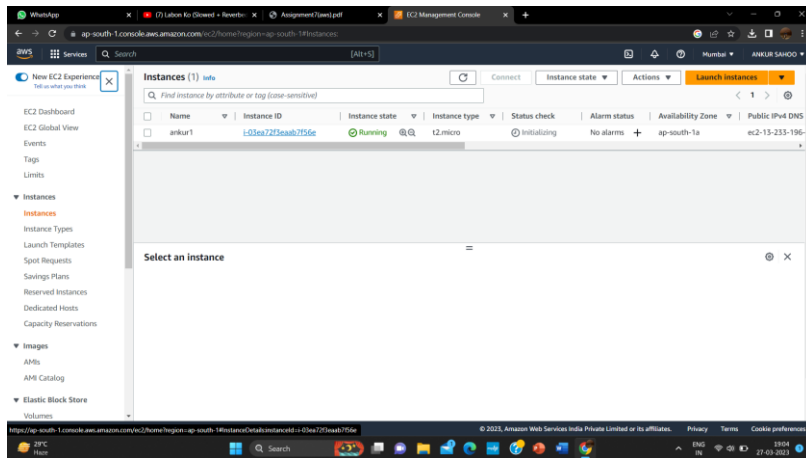 WhatsApp
(7) Labon Ko (Slowed + Reverber
Assignment7(aws).pdf
EC2 Management Console
ap-south-1.console.aws.amazon.com/ec2/home?region=ap-south-1#Instances:
aws
Services
Search
[Alt+S]
Mumbai
ANKUR SAHOO
New EC2 Experience
Tell us what you think
EC2 Dashboard
EC2 Global View
Events
Tags
Limits
Instances
Instances
Instance Types
Launch Templates
Spot Requests
Savings Plans
Reserved Instances
Dedicated Hosts
Capacity Reservations
Images
AMIs
AMI Catalog
Elastic Block Store
Volumes
Instances (1) Info
Connect
Instance state
Actions
Launch instances
Find instance by attribute or tag (case-sensitive)
1
Name Instance ID Instance state Instance type Status check Alarm status Availability Zone Public IPv4 DNS
ankur1 i-03ea72f3eaab7f56e Running t2.micro Initializing No alarms + ap-south-1a ec2-13-233-196-
Select an instance
https://ap-south-1.console.aws.amazon.com/ec2/home?region=ap-south-1#InstanceDetails:instanceId=i-03ea72f3eaab7f56e
© 2023, Amazon Web Services India Private Limited or its affiliates. Privacy Terms Cookie preferences
29°C
Haze
Search
ENG
IN
19:04
27-03-2023